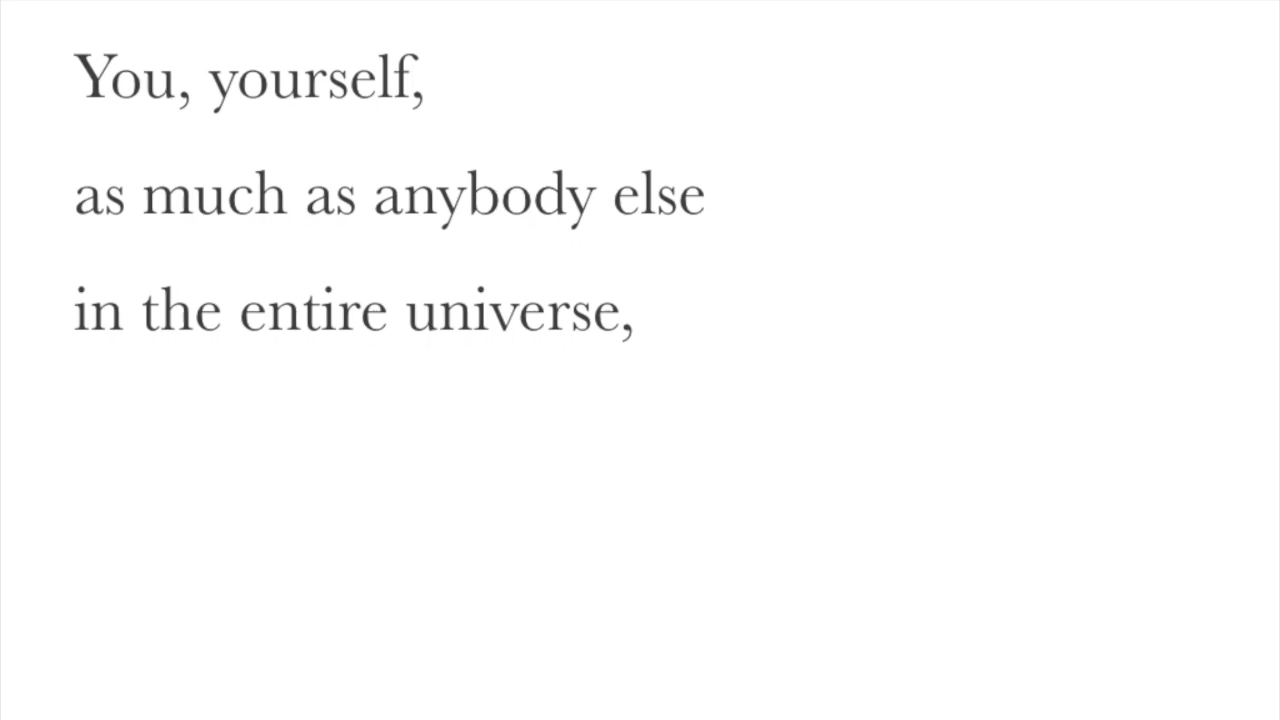 You, yourself,
as much as anybody else
in the entire universe,